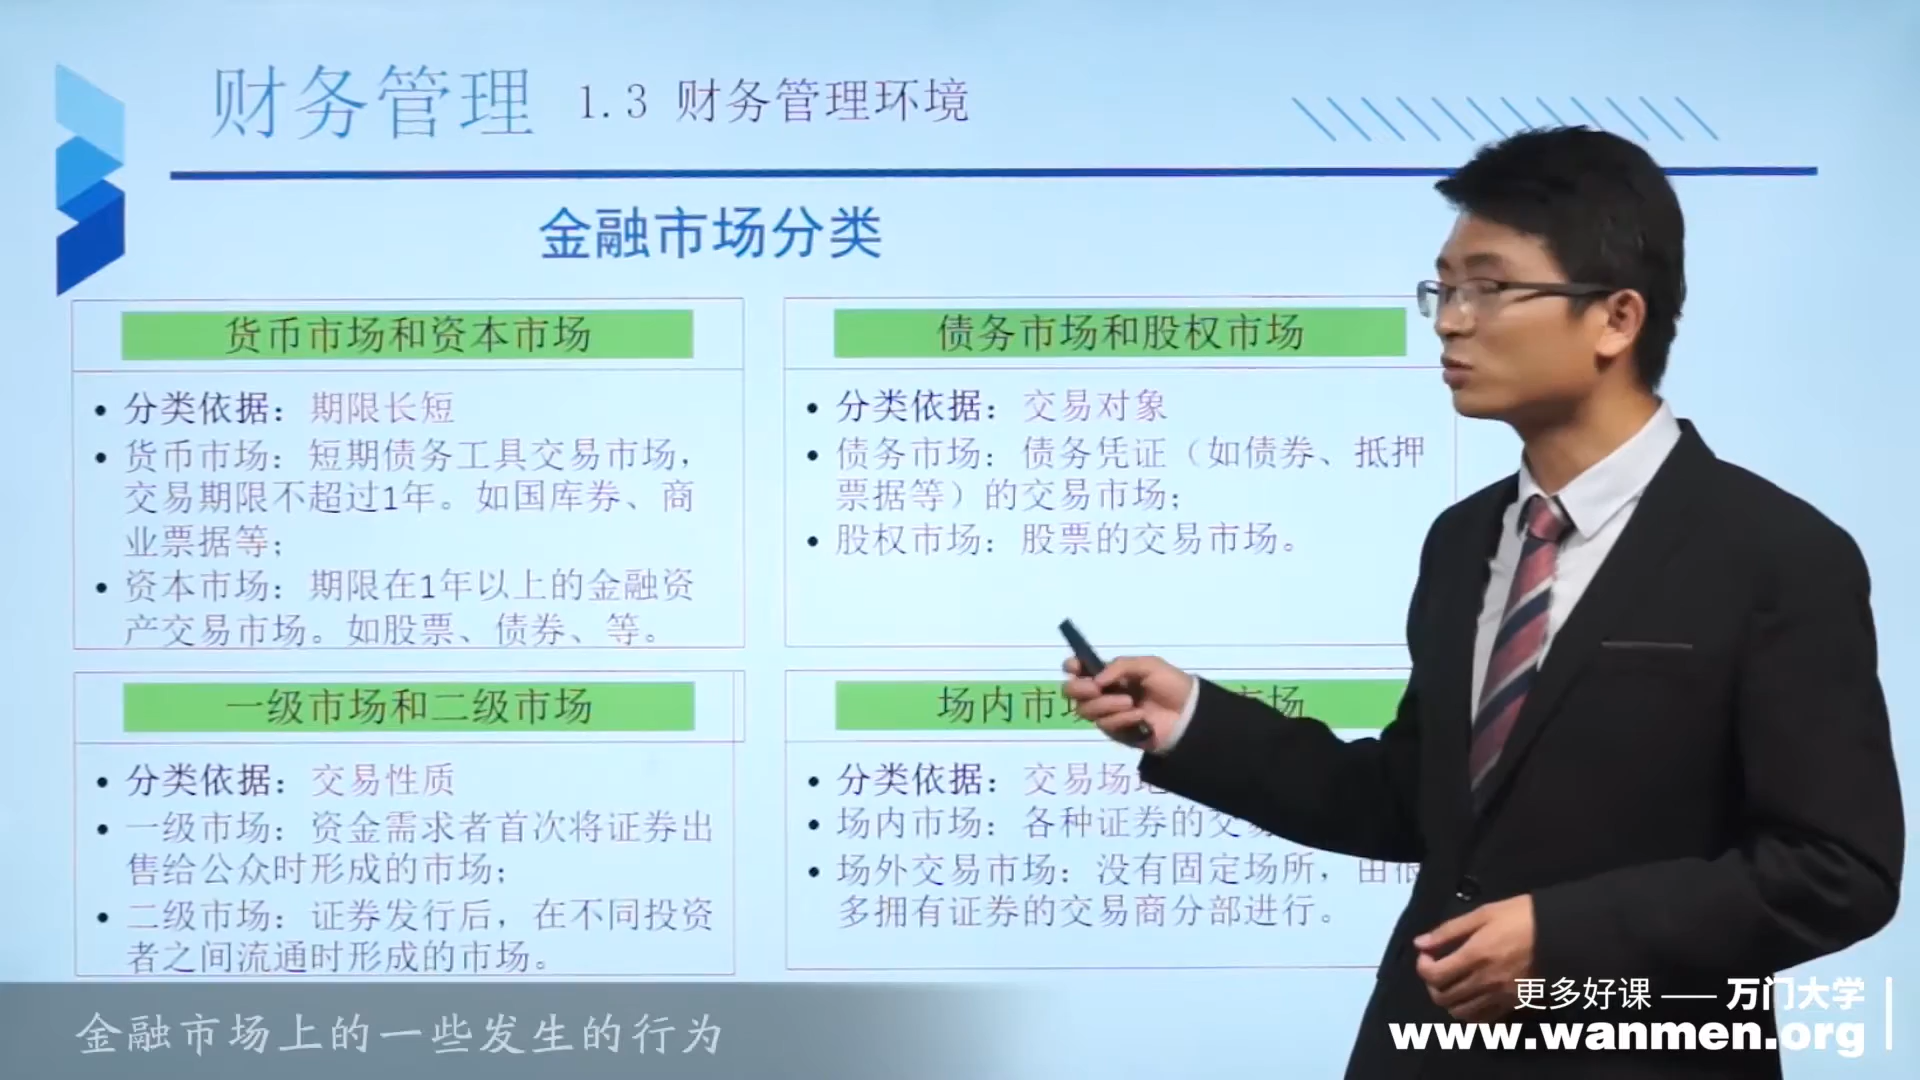 财务管理 1.3 财务管理环境
金融市场分类
货币市场和资本市场
• 分类依据：期限长短
• 货币市场：短期债务工具交易市场，
交易期限不超过1年。如国库券、商
业票据等；
• 资本市场：期限在1年以上的金融资
产交易市场。如股票、债券、等。
债务市场和股权市场
• 分类依据：交易对象
• 债务市场：债务凭证（如债券、抵押
票据等）的交易市场；
• 股权市场：股票的交易市场。
一级市场和二级市场
• 分类依据：交易性质
• 一级市场：资金需求者首次将证券出
售给公众时形成的市场；
• 二级市场：证券发行后，在不同投资
者之间流通时形成的市场。
场内市 市场
• 分类依据：交易场
• 场内市场：各种证券的交
• 场外交易市场：没有固定场所，由
多拥有证券的交易商分部进行。
金融市场上的一些发生的行为
更多好课 —— 万门大学
www.wanmen.org